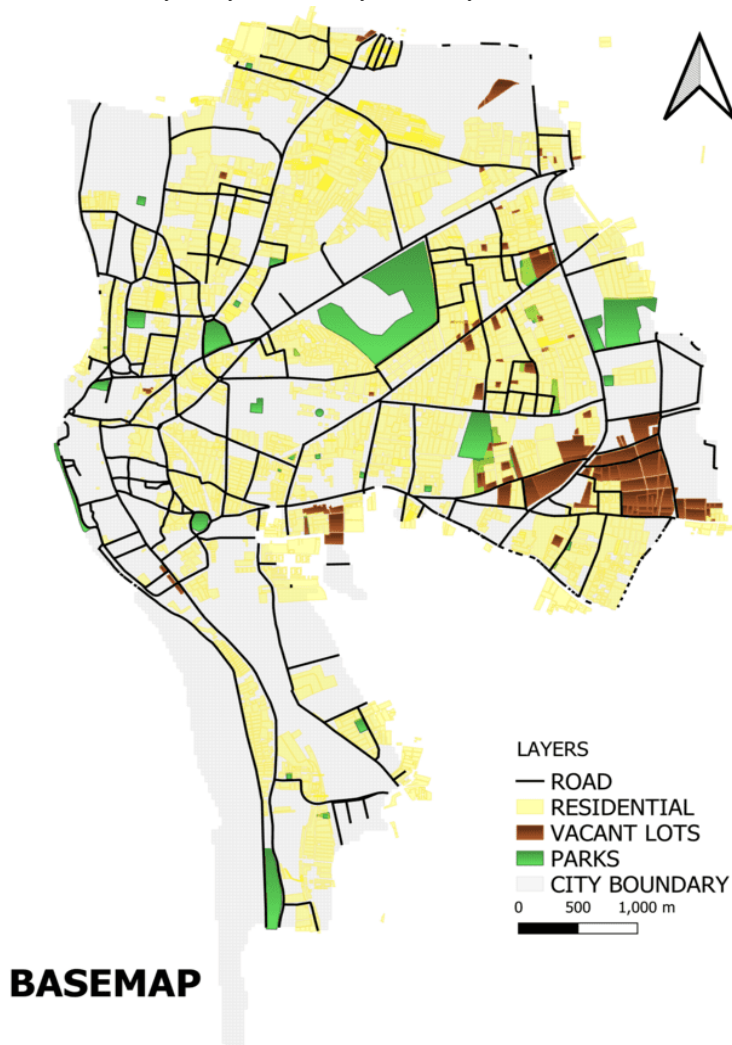 LAYERS
ROAD
RESIDENTIAL
VACANT LOTS
PARKS
CITY BOUNDARY
0 500 1,000 m
BASEMAP